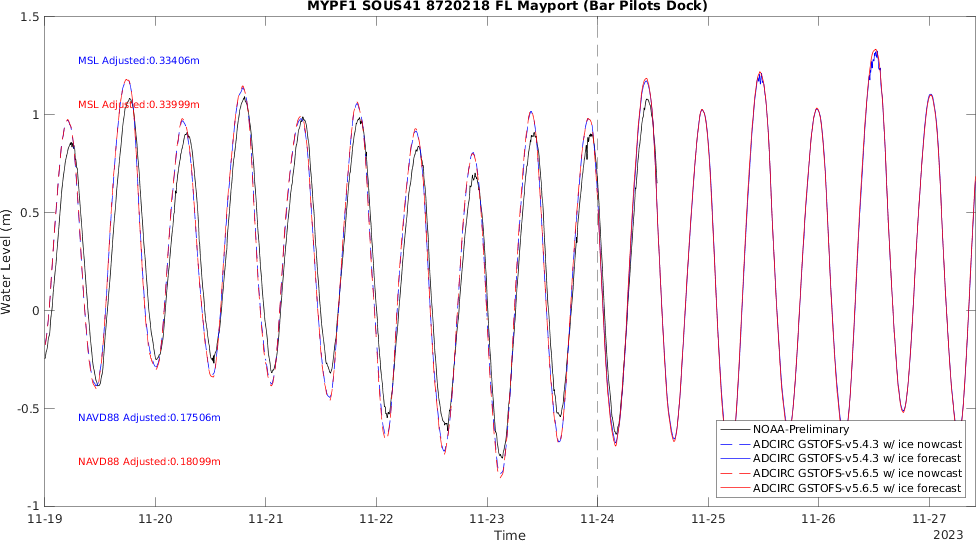 MYPF1 SOUS41 8720218 FL Mayport (Bar Pilots Dock)
1.5
MSL Adjusted:0.33406m
MSL Adjusted:0.33999m
1
0.5
Water Level (m)
0
-0.5
NAVD88 Adjusted:0.17506m
NAVD88 Adjusted:0.18099m
NOAA-Preliminary
ADCIRC GSTOFS-v5.4.3 w/ ice nowcast
ADCIRC GSTOFS-v5.4.3 w/ ice forecast
ADCIRC GSTOFS-v5.6.5 w/ ice nowcast
ADCIRC GSTOFS-v5.6.5 w/ ice forecast
-1
11-19 11-20 11-21 11-22 11-23 11-24 11-25 11-26 11-27
Time
2023